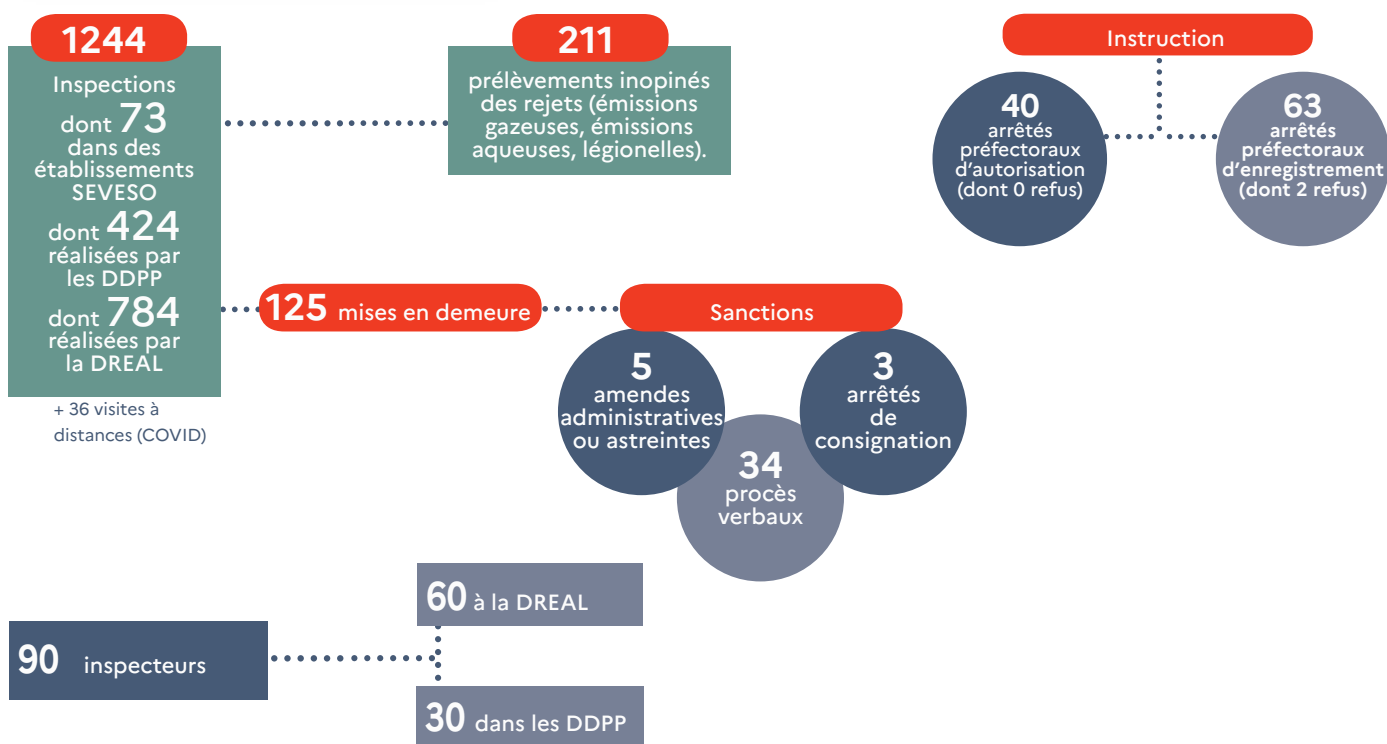 1244
Inspections
dont 73
dans des
établissements
SEVESO
dont 424
réalisées par
les DDPP
dont 784
réalisées par
la DREAL
+ 36 visites à
distances (COVID)
211
prélèvements inopinés
des rejets (émissions
gazeuses, émissions
aqueuses, légionelles).
Instruction
40
arrêtés
préfectoraux
d'autorisation
(dont 0 refus)
63
arrêtés
préfectoraux
d'enregistrement
(dont 2 refus)
125 mises en demeure
Sanctions
5
amendes
administratives
ou astreintes
34
procès
verbaux
3
arrêtés
de
consignation
90 inspecteurs
60 à la DREAL
30 dans les DDPP